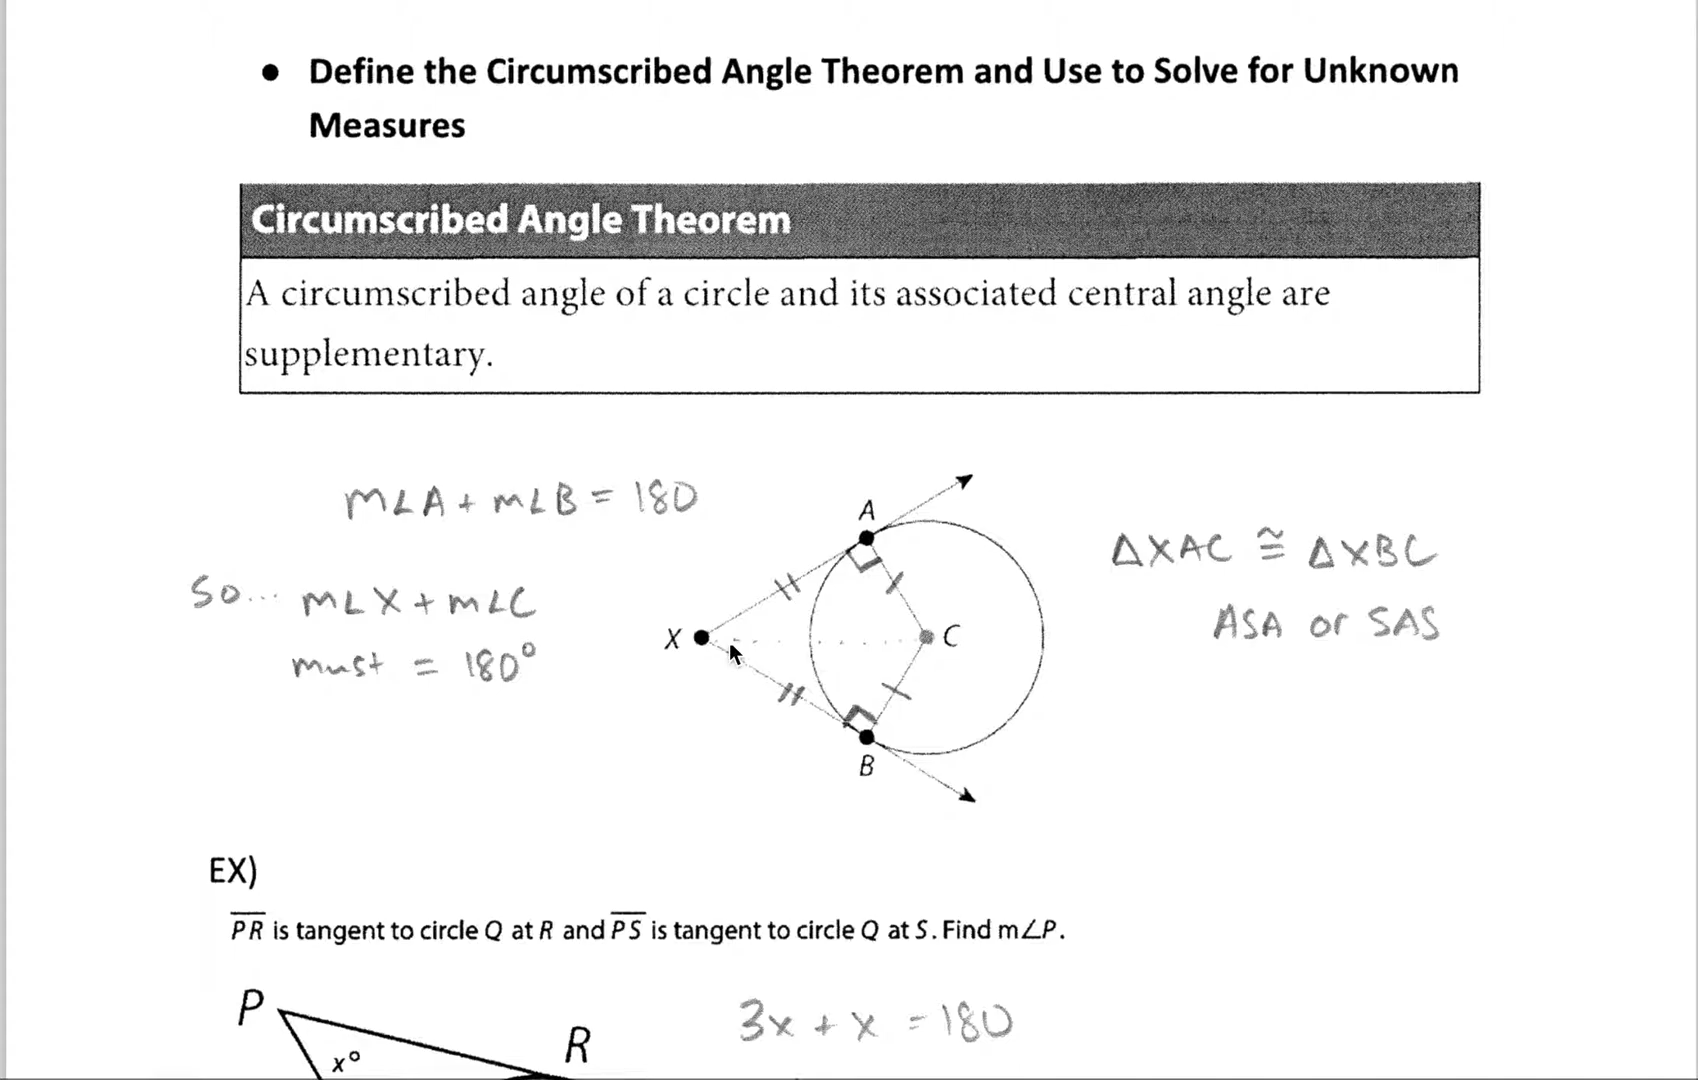 • Define the Circumscribed Angle Theorem and Use to Solve for Unknown
Measures
Circumscribed Angle Theorem
A circumscribed angle of a circle and its associated central angle are
supplementary.
m∠A + m∠B = 180
So... m∠X + m∠C
must = 180°
A
X
C
B
△XAC ≅ △XBC
ASA or SAS
EX)
PR is tangent to circle Q at R and PS is tangent to circle Q at S. Find m∠P.
P
R
x°
3x + x = 180